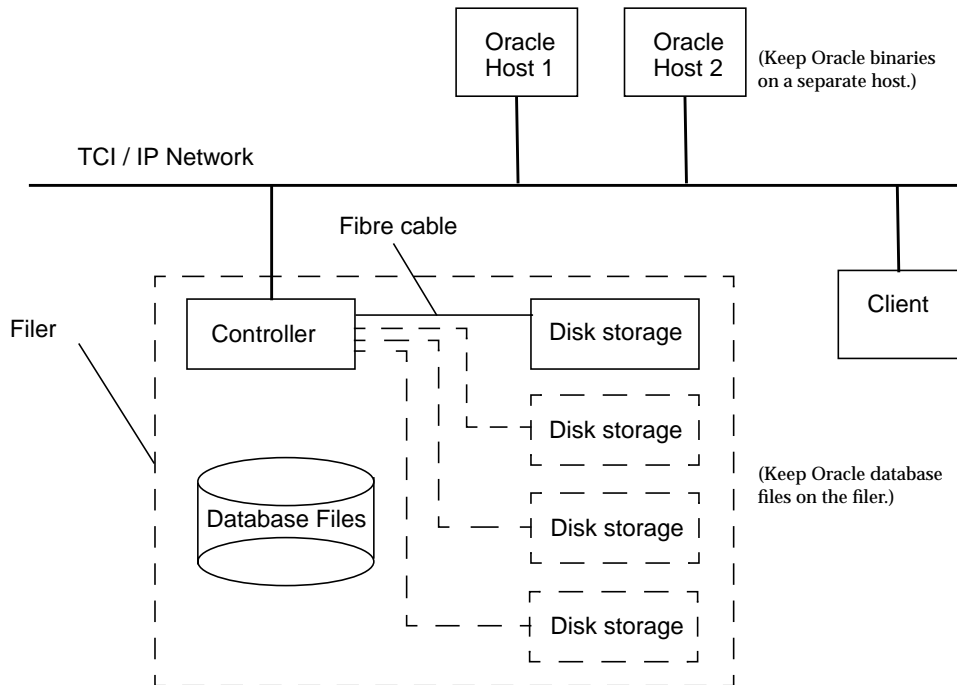 Oracle
Host 1
Oracle
Host 2
(Keep Oracle binaries
on a separate host.)
TCI / IP Network
Fibre cable
Filer
Controller
Disk storage
Client
Disk storage
Database Files
Disk storage
(Keep Oracle database
files on the filer.)
Disk storage